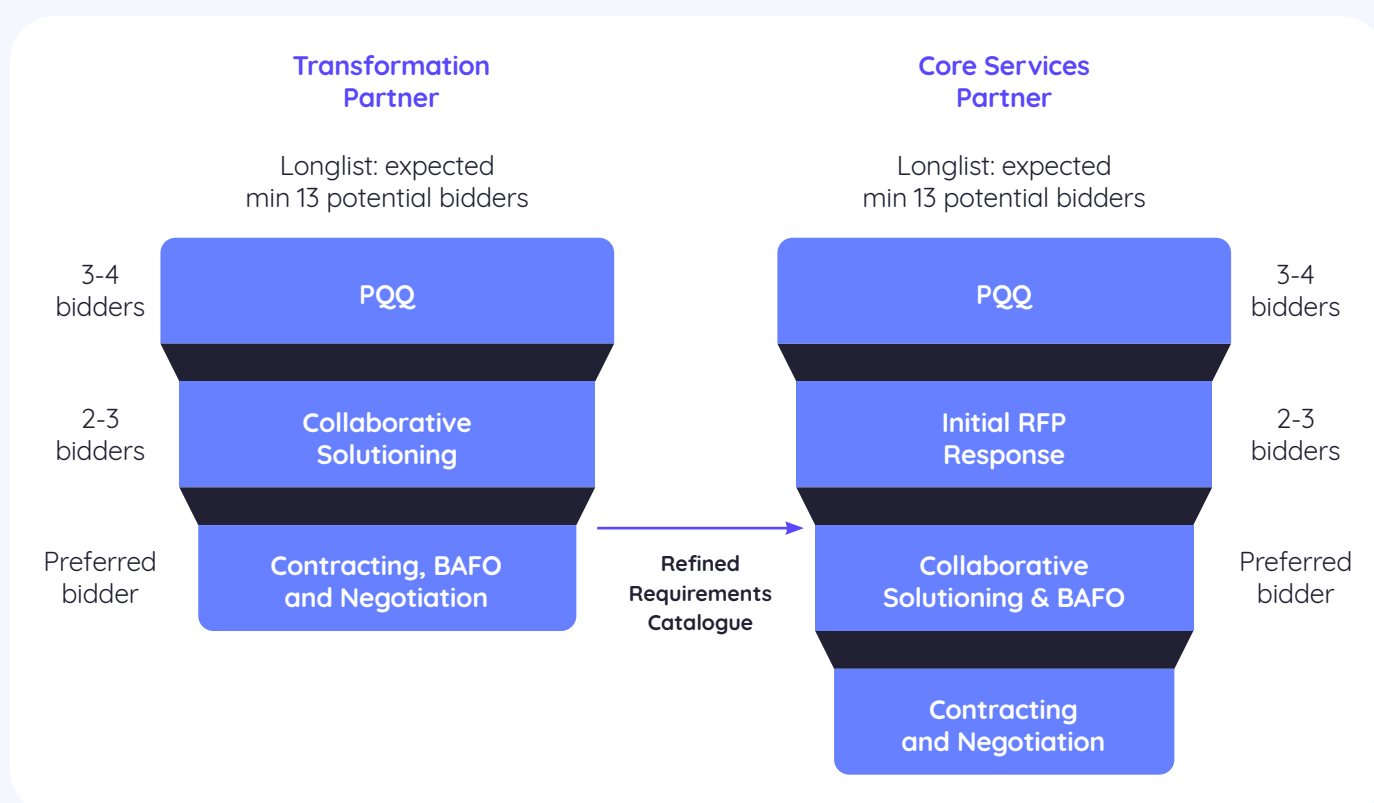 Transformation
Partner
Longlist: expected
min 13 potential bidders
3-4
bidders
PQQ
2-3
bidders
Collaborative
Solutioning
Preferred
bidder
Contracting, BAFO
and Negotiation
Refined
Requirements
Catalogue
Core Services
Partner
Longlist: expected
min 13 potential bidders
PQQ
3-4
bidders
Initial RFP
Response
2-3
bidders
Collaborative
Solutioning & BAFO
Preferred
bidder
Contracting
and Negotiation